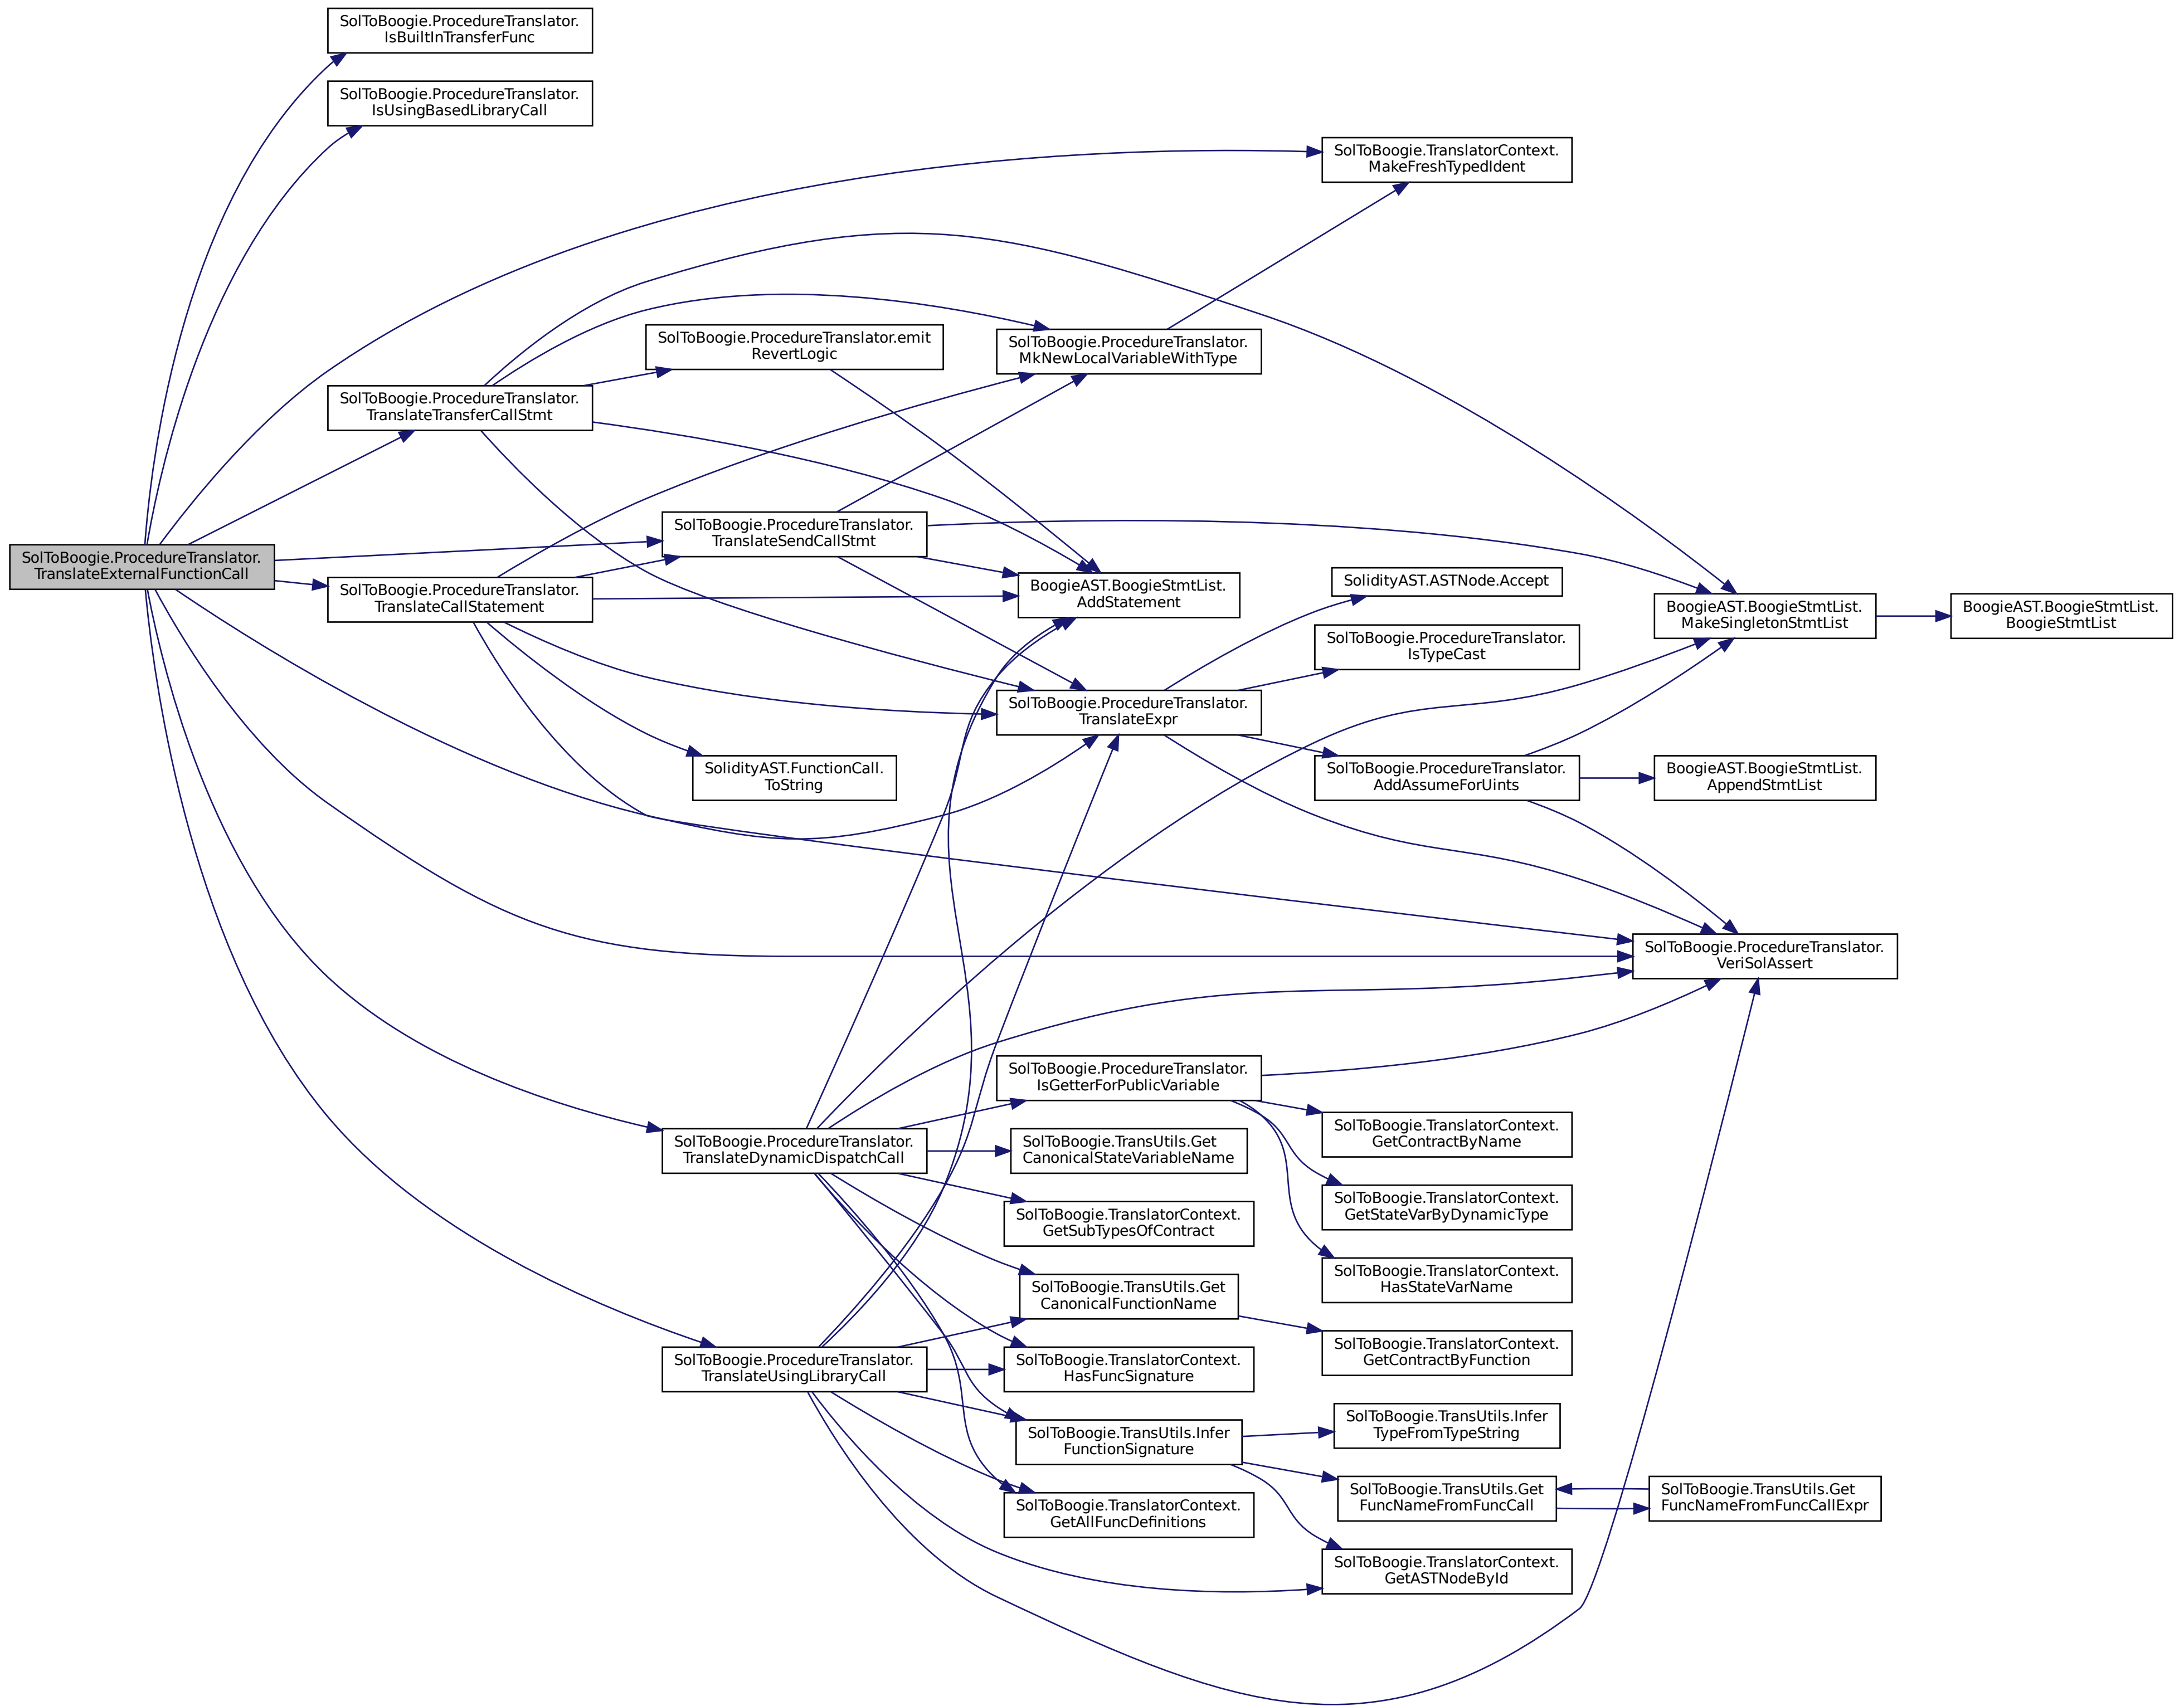 SolToBoogie.ProcedureTranslator.
IsBuiltInTransferFunc
SolToBoogie.ProcedureTranslator.
IsUsingBasedLibraryCall
SolToBoogie.TranslatorContext.
MakeFreshTypedIdent
SolToBoogie.ProcedureTranslator.emit
RevertLogic
SolToBoogie.ProcedureTranslator.
MkNewLocalVariableWithType
SolToBoogie.ProcedureTranslator.
TranslateTransferCallStmt
SolToBoogie.ProcedureTranslator.
TranslateSendCallStmt
SolToBoogie.ProcedureTranslator.
TranslateExternalFunctionCall
SolToBoogie.ProcedureTranslator.
TranslateCallStatement
BoogieAST.BoogieStmtList.
AddStatement
SolidityAST.ASTNode.Accept
BoogieAST.BoogieStmtList.
MakeSingletonStmtList
BoogieAST.BoogieStmtList.
BoogieStmtList
SolToBoogie.ProcedureTranslator.
IsTypeCast
SolToBoogie.ProcedureTranslator.
TranslateExpr
SolidityAST.FunctionCall.
ToString
SolToBoogie.ProcedureTranslator.
AddAssumeForUints
BoogieAST.BoogieStmtList.
AppendStmtList
SolToBoogie.ProcedureTranslator.
VeriSolAssert
SolToBoogie.ProcedureTranslator.
IsGetterForPublicVariable
SolToBoogie.TranslatorContext.
GetContractByName
SolToBoogie.ProcedureTranslator.
TranslateDynamicDispatchCall
SolToBoogie.TransUtils.Get
CanonicalStateVariableName
SolToBoogie.TranslatorContext.
GetStateVarByDynamicType
SolToBoogie.TranslatorContext.
GetSubTypesOfContract
SolToBoogie.TranslatorContext.
HasStateVarName
SolToBoogie.TransUtils.Get
CanonicalFunctionName
SolToBoogie.TranslatorContext.
GetContractByFunction
SolToBoogie.ProcedureTranslator.
TranslateUsingLibraryCall
SolToBoogie.TranslatorContext.
HasFuncSignature
SolToBoogie.TransUtils.Infer
TypeFromTypeString
SolToBoogie.TransUtils.Infer
FunctionSignature
SolToBoogie.TransUtils.Get
FuncNameFromFuncCall
SolToBoogie.TransUtils.Get
FuncNameFromFuncCallExpr
SolToBoogie.TranslatorContext.
GetAllFuncDefinitions
SolToBoogie.TranslatorContext.
GetASTNodeById